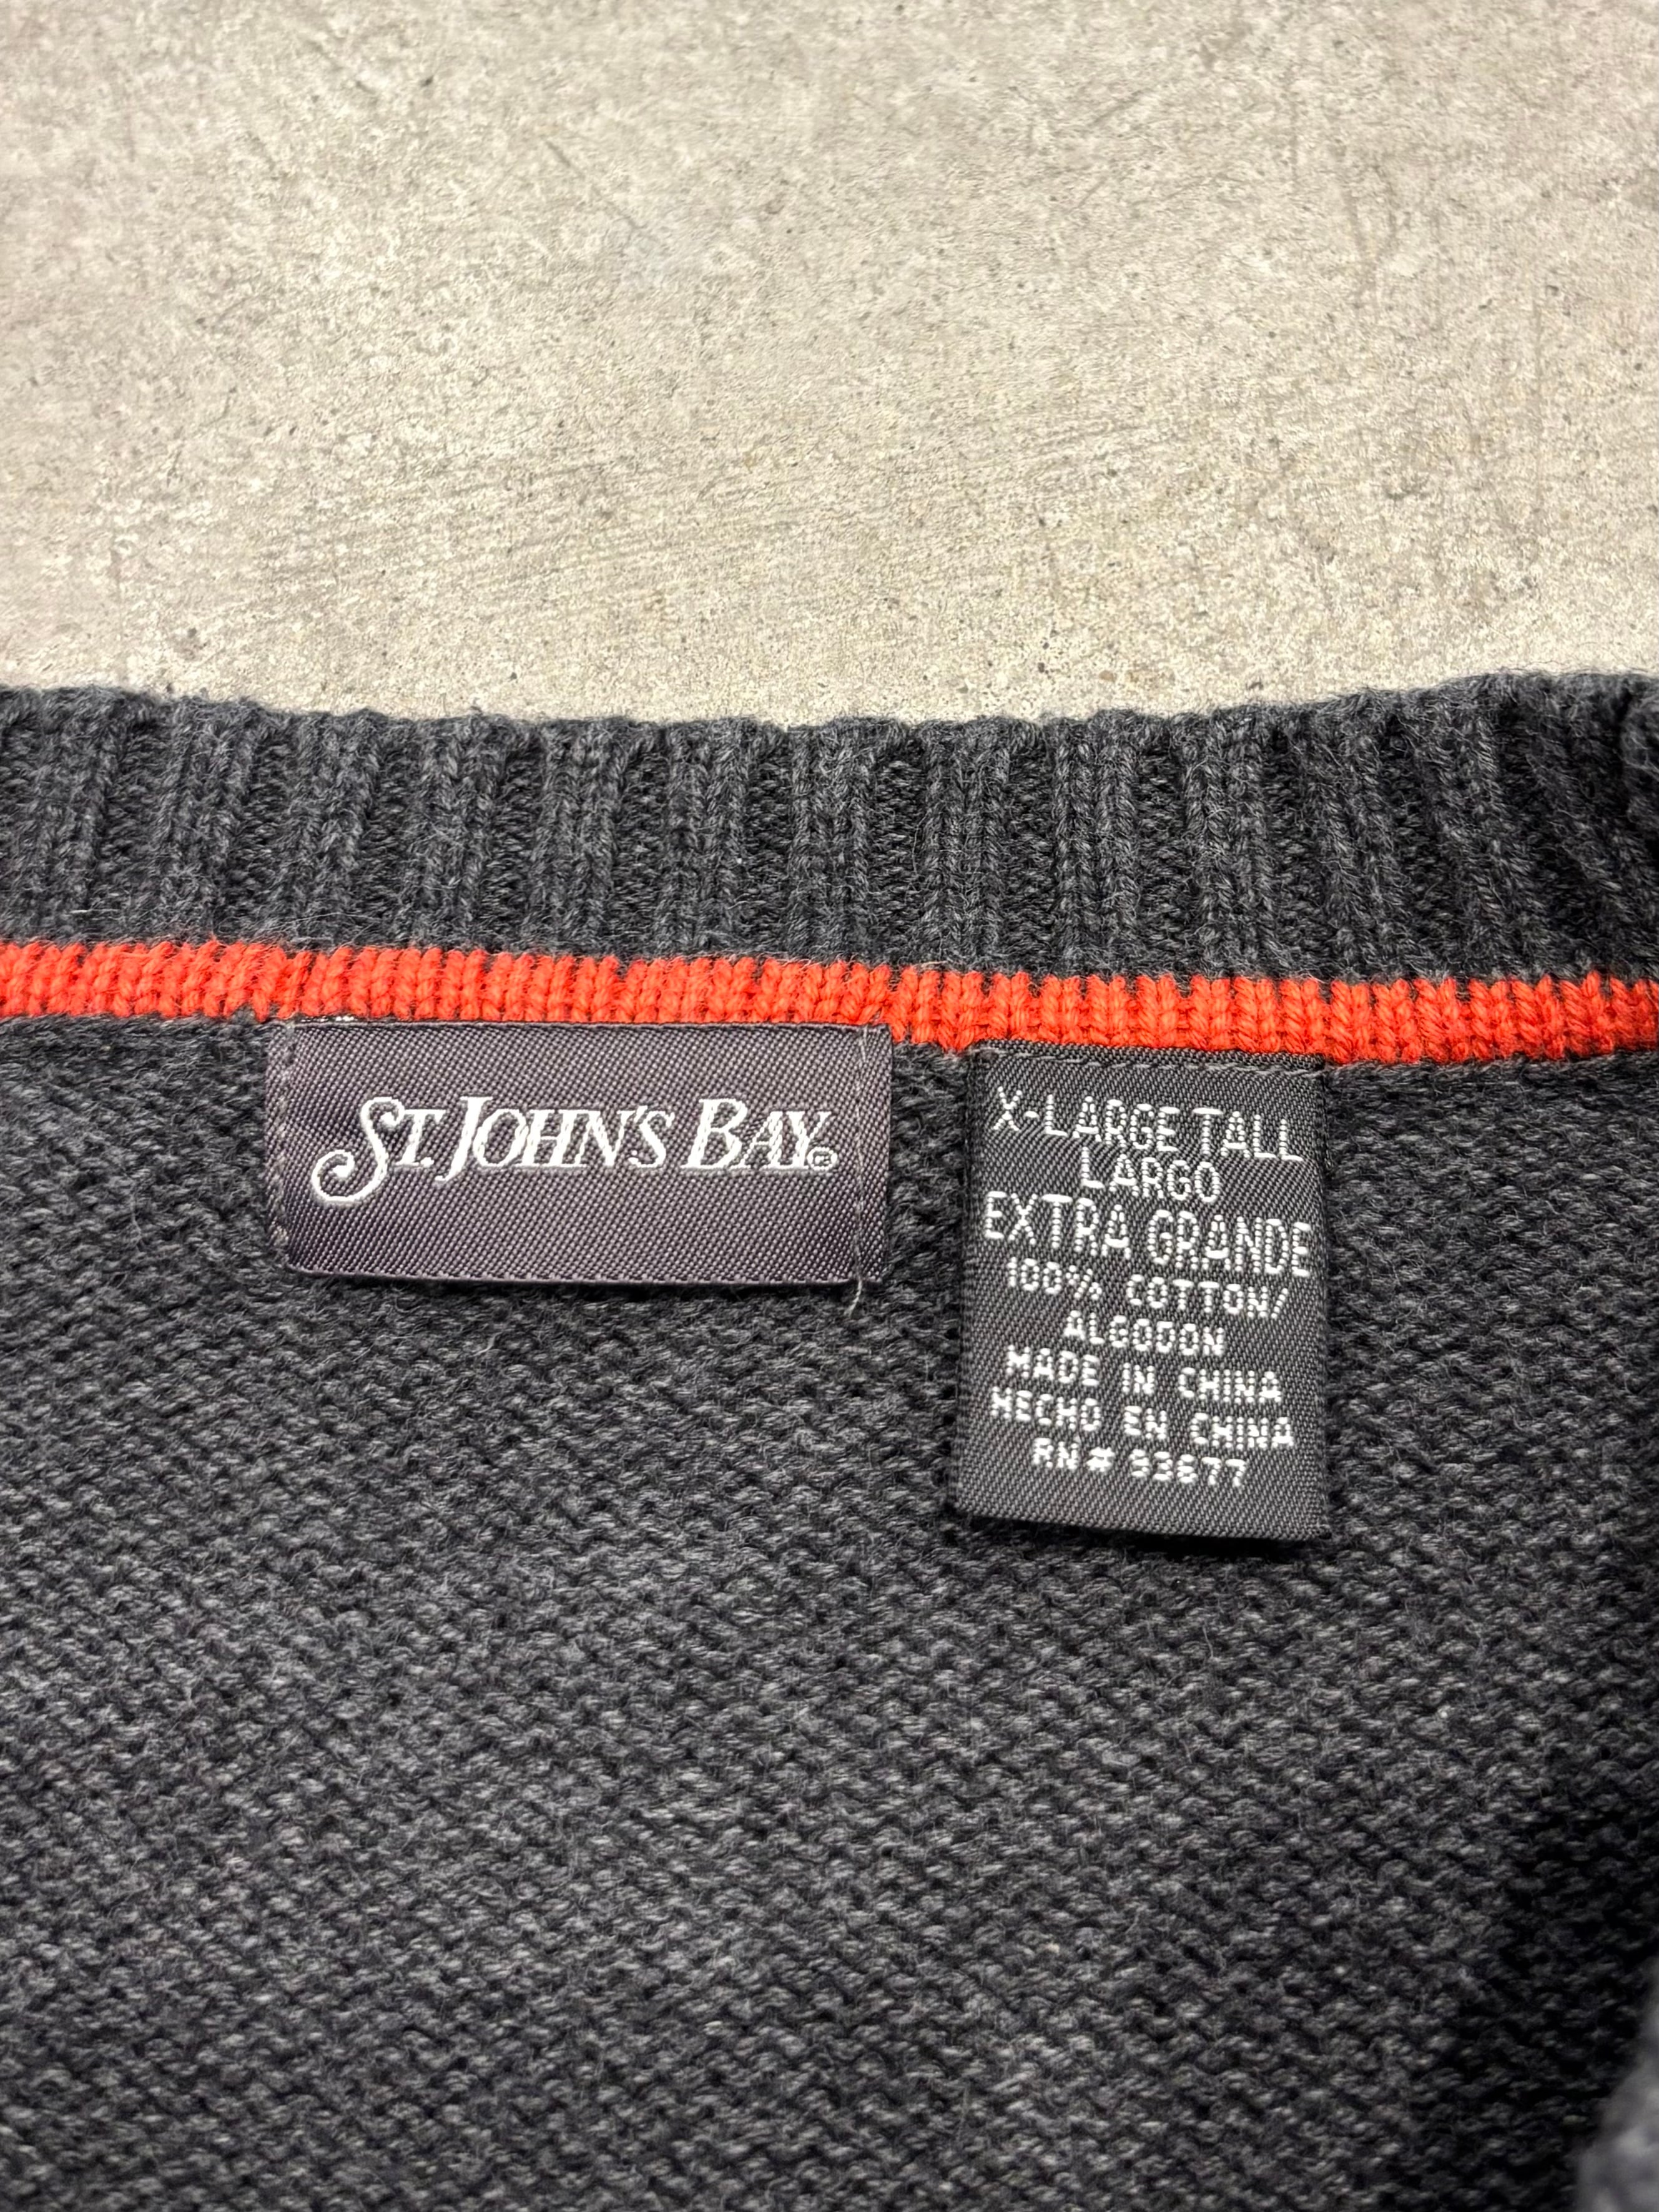 ST. JOHN'S BAY®
X-LARGE TALL
LARGO
EXTRA GRANDE
100% COTTON/
ALGODON
MADE IN CHINA
HECHO EN CHINA
RN# 93677